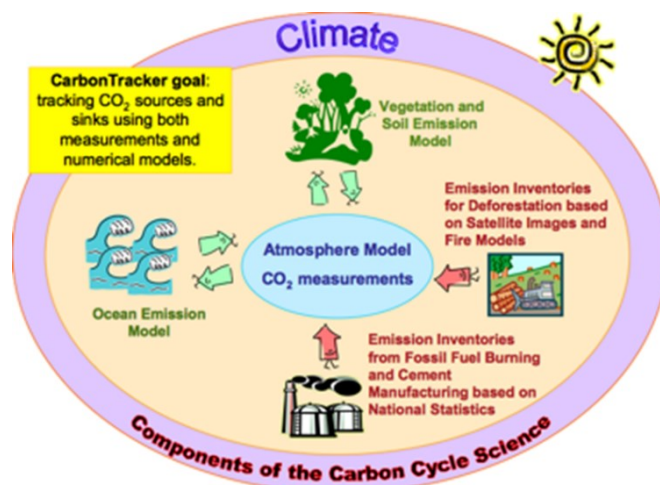 Climate
CarbonTracker goal:
tracking CO₂ sources and
sinks using both
measurements and
numerical models.
Vegetation and
Soil Emission
Model
Emission Inventories
for Deforestation based
on Satellite Images and
Fire Models
Atmosphere Model
CO₂ measurements
Ocean Emission
Model
Emission Inventories
from Fossil Fuel Burning
and Cement
Manufacturing based on
National Statistics
Components of the Carbon Cycle Science